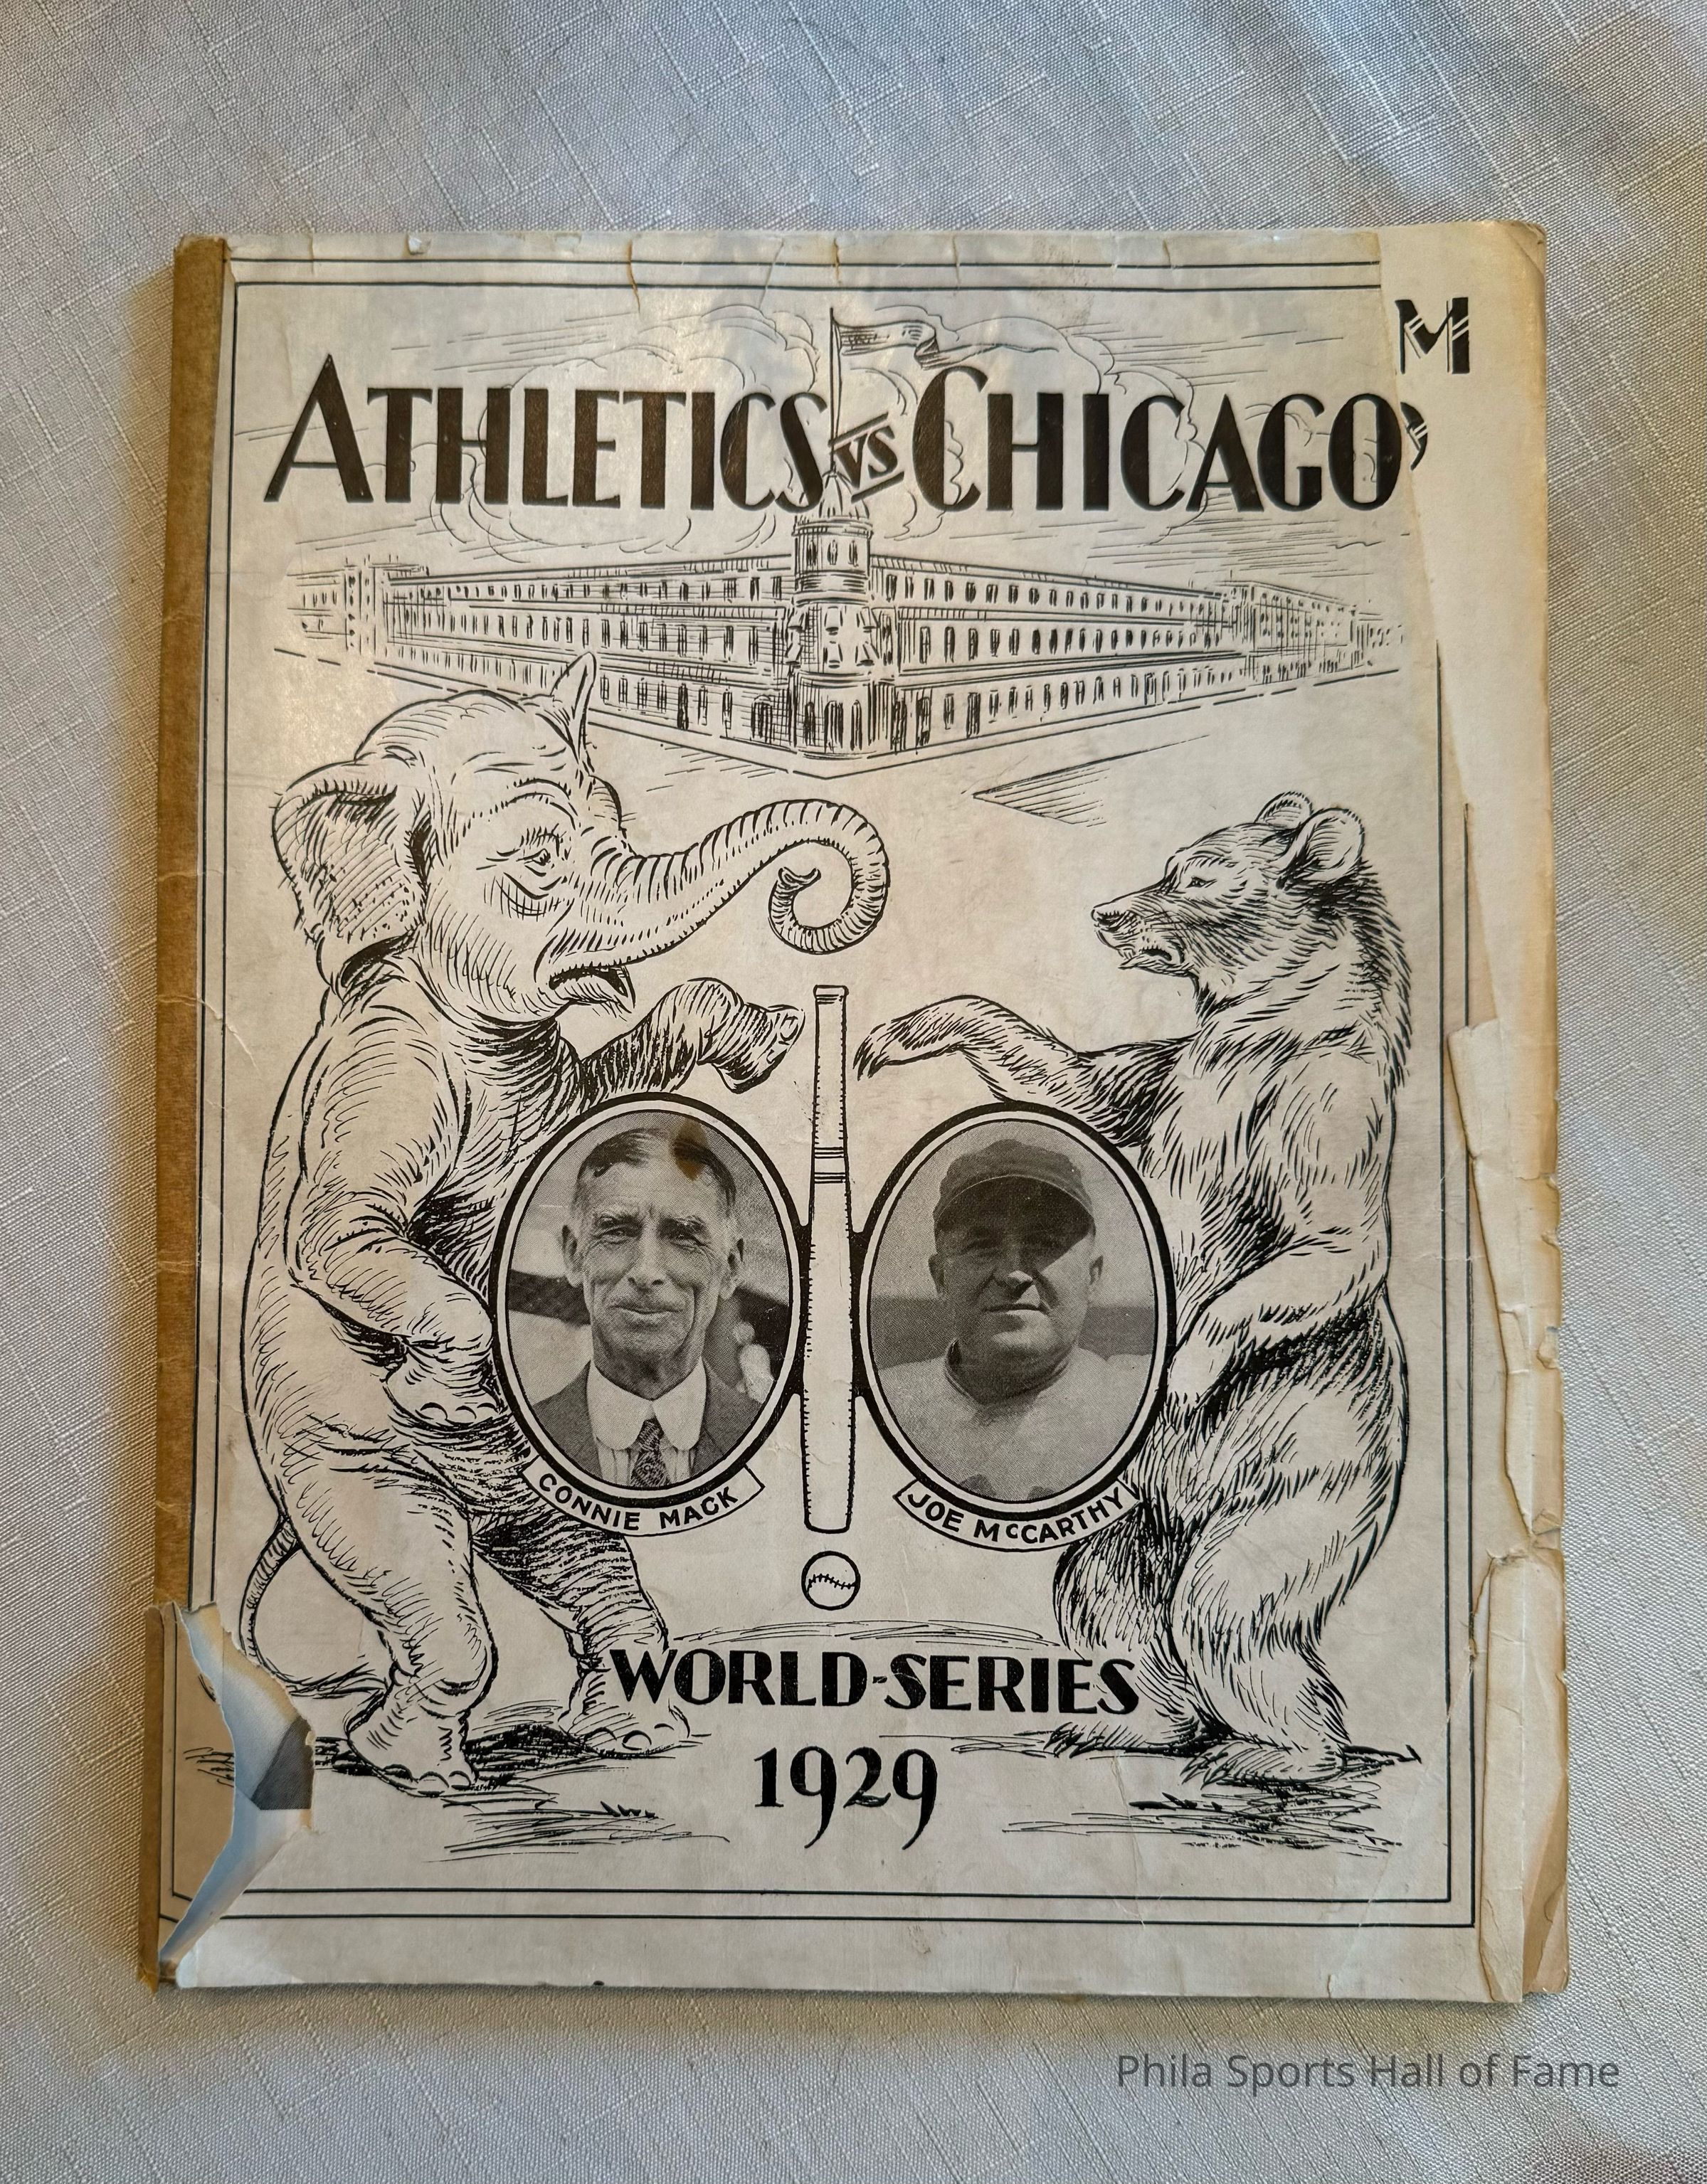 M
ATHLETICS VS CHICAGO
,
CONNIE MACK
JOE McCARTHY
WORLD-SERIES
1929
Phila Sports Hall of Fame